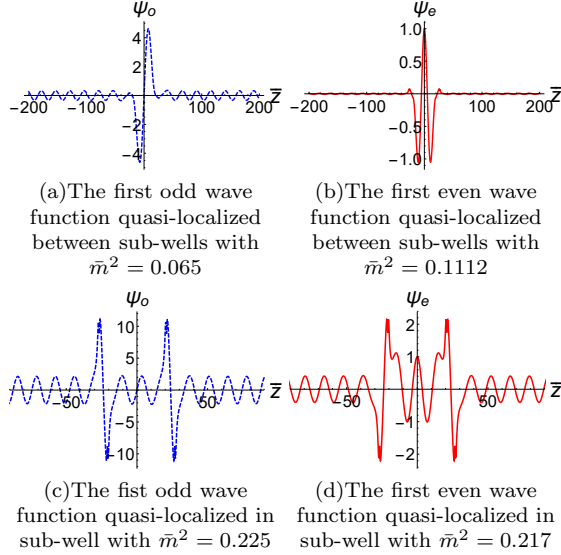 ψo
4
2
-200
-100
100
200
z̄
-2
-4
(a)The first odd wave
function quasi-localized
between sub-wells with
m̄² = 0.065
ψe
1.0
0.5
-200
-100
100
200
z̄
-0.5
-1.0
(b)The first even wave
function quasi-localized
between sub-wells with
m̄² = 0.1112
ψo
10
5
-50
50
z̄
-5
-10
(c)The fist odd wave
function quasi-localized in
sub-well with m̄² = 0.225
ψe
2
1
-50
50
z̄
-1
-2
(d)The first even wave
function quasi-localized in
sub-well with m̄² = 0.217